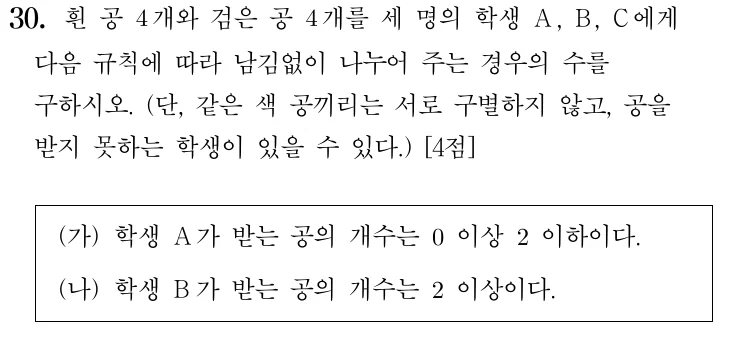 30. 흰 공 4개와 검은 공 4개를 세 명의 학생 A, B, C에게
다음 규칙에 따라 남김없이 나누어 주는 경우의 수를
구하시오. (단, 같은 색 공끼리는 서로 구별하지 않고, 공을
받지 못하는 학생이 있을 수 있다.) [4점]
(가) 학생 A가 받는 공의 개수는 0 이상 2 이하이다.
(나) 학생 B가 받는 공의 개수는 2 이상이다.